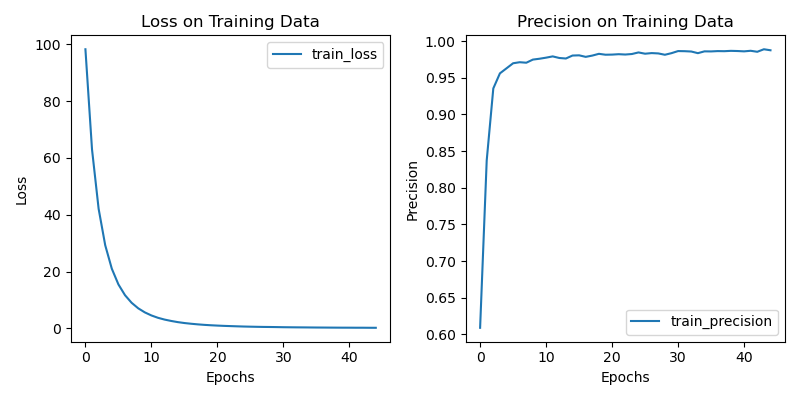 Loss on Training Data
100
80
60
40
20
0
Loss
train_loss
0 10 20 30 40
Epochs
Precision on Training Data
1.00
0.95
0.90
0.85
0.80
0.75
0.70
0.65
0.60
Precision
train_precision
0 10 20 30 40
Epochs